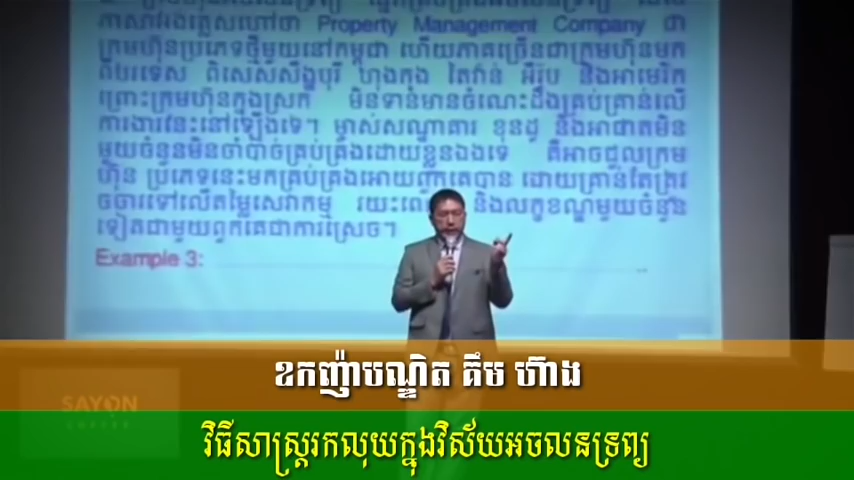 ភាសាអង់គ្លេសហៅថា Property Management Company ជា
ក្រុមហ៊ុនប្រភេទថ្មីមួយនៅកម្ពុជា ហើយភាគច្រើនជាក្រុមហ៊ុនមក
ពីបរទេស ពិសេសសិង្ហបុរី ហុងកុង តៃវ៉ាន់ អឺរ៉ុប និងអាមេរិក
ព្រោះក្រុមហ៊ុនក្នុងស្រុក មិនទាន់មានចំណេះដឹងគ្រប់គ្រាន់លើ
ការងារនេះនៅឡើងទេ។ ម្ចាស់សណ្ឋាគារ ខុនដូ និងអាផាតមិន
មួយចំនួនមិនចាំបាច់គ្រប់គ្រងដោយខ្លួនឯងទេ គឺអាចជួលក្រុម
ហ៊ុន ប្រភេទនេះមកគ្រប់គ្រងអោយពួកគេបាន ដោយគ្រាន់តែត្រូវ
ចចារទៅលើតម្លៃសេវាកម្ម រយះពេល និងលក្ខខណ្ឌមួយចំនួន
ទៀតជាមួយពួកគេជាការស្រេច។
Example 3:
SAYON
COFFEE
ឧកញ៉ាបណ្ឌិត គឹម ហ៊ាង
វិធីសាស្ត្ររកលុយក្នុងវិស័យអចលនទ្រព្យ